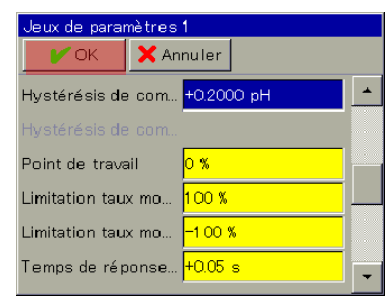 Jeux de paramètres 1
OK Annuler
Hystérésis de com... +0.2000 pH
Hystérésis de com...
Point de travail 0 %
Limitation taux mo... 100 %
Limitation taux mo... -100 %
Temps de réponse... +0.05 s